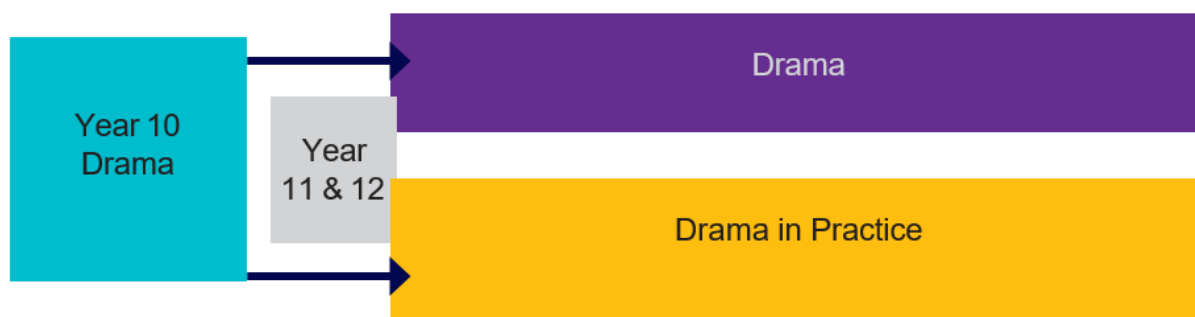 Year 10
Drama
Year
11 & 12
Drama
Drama in Practice